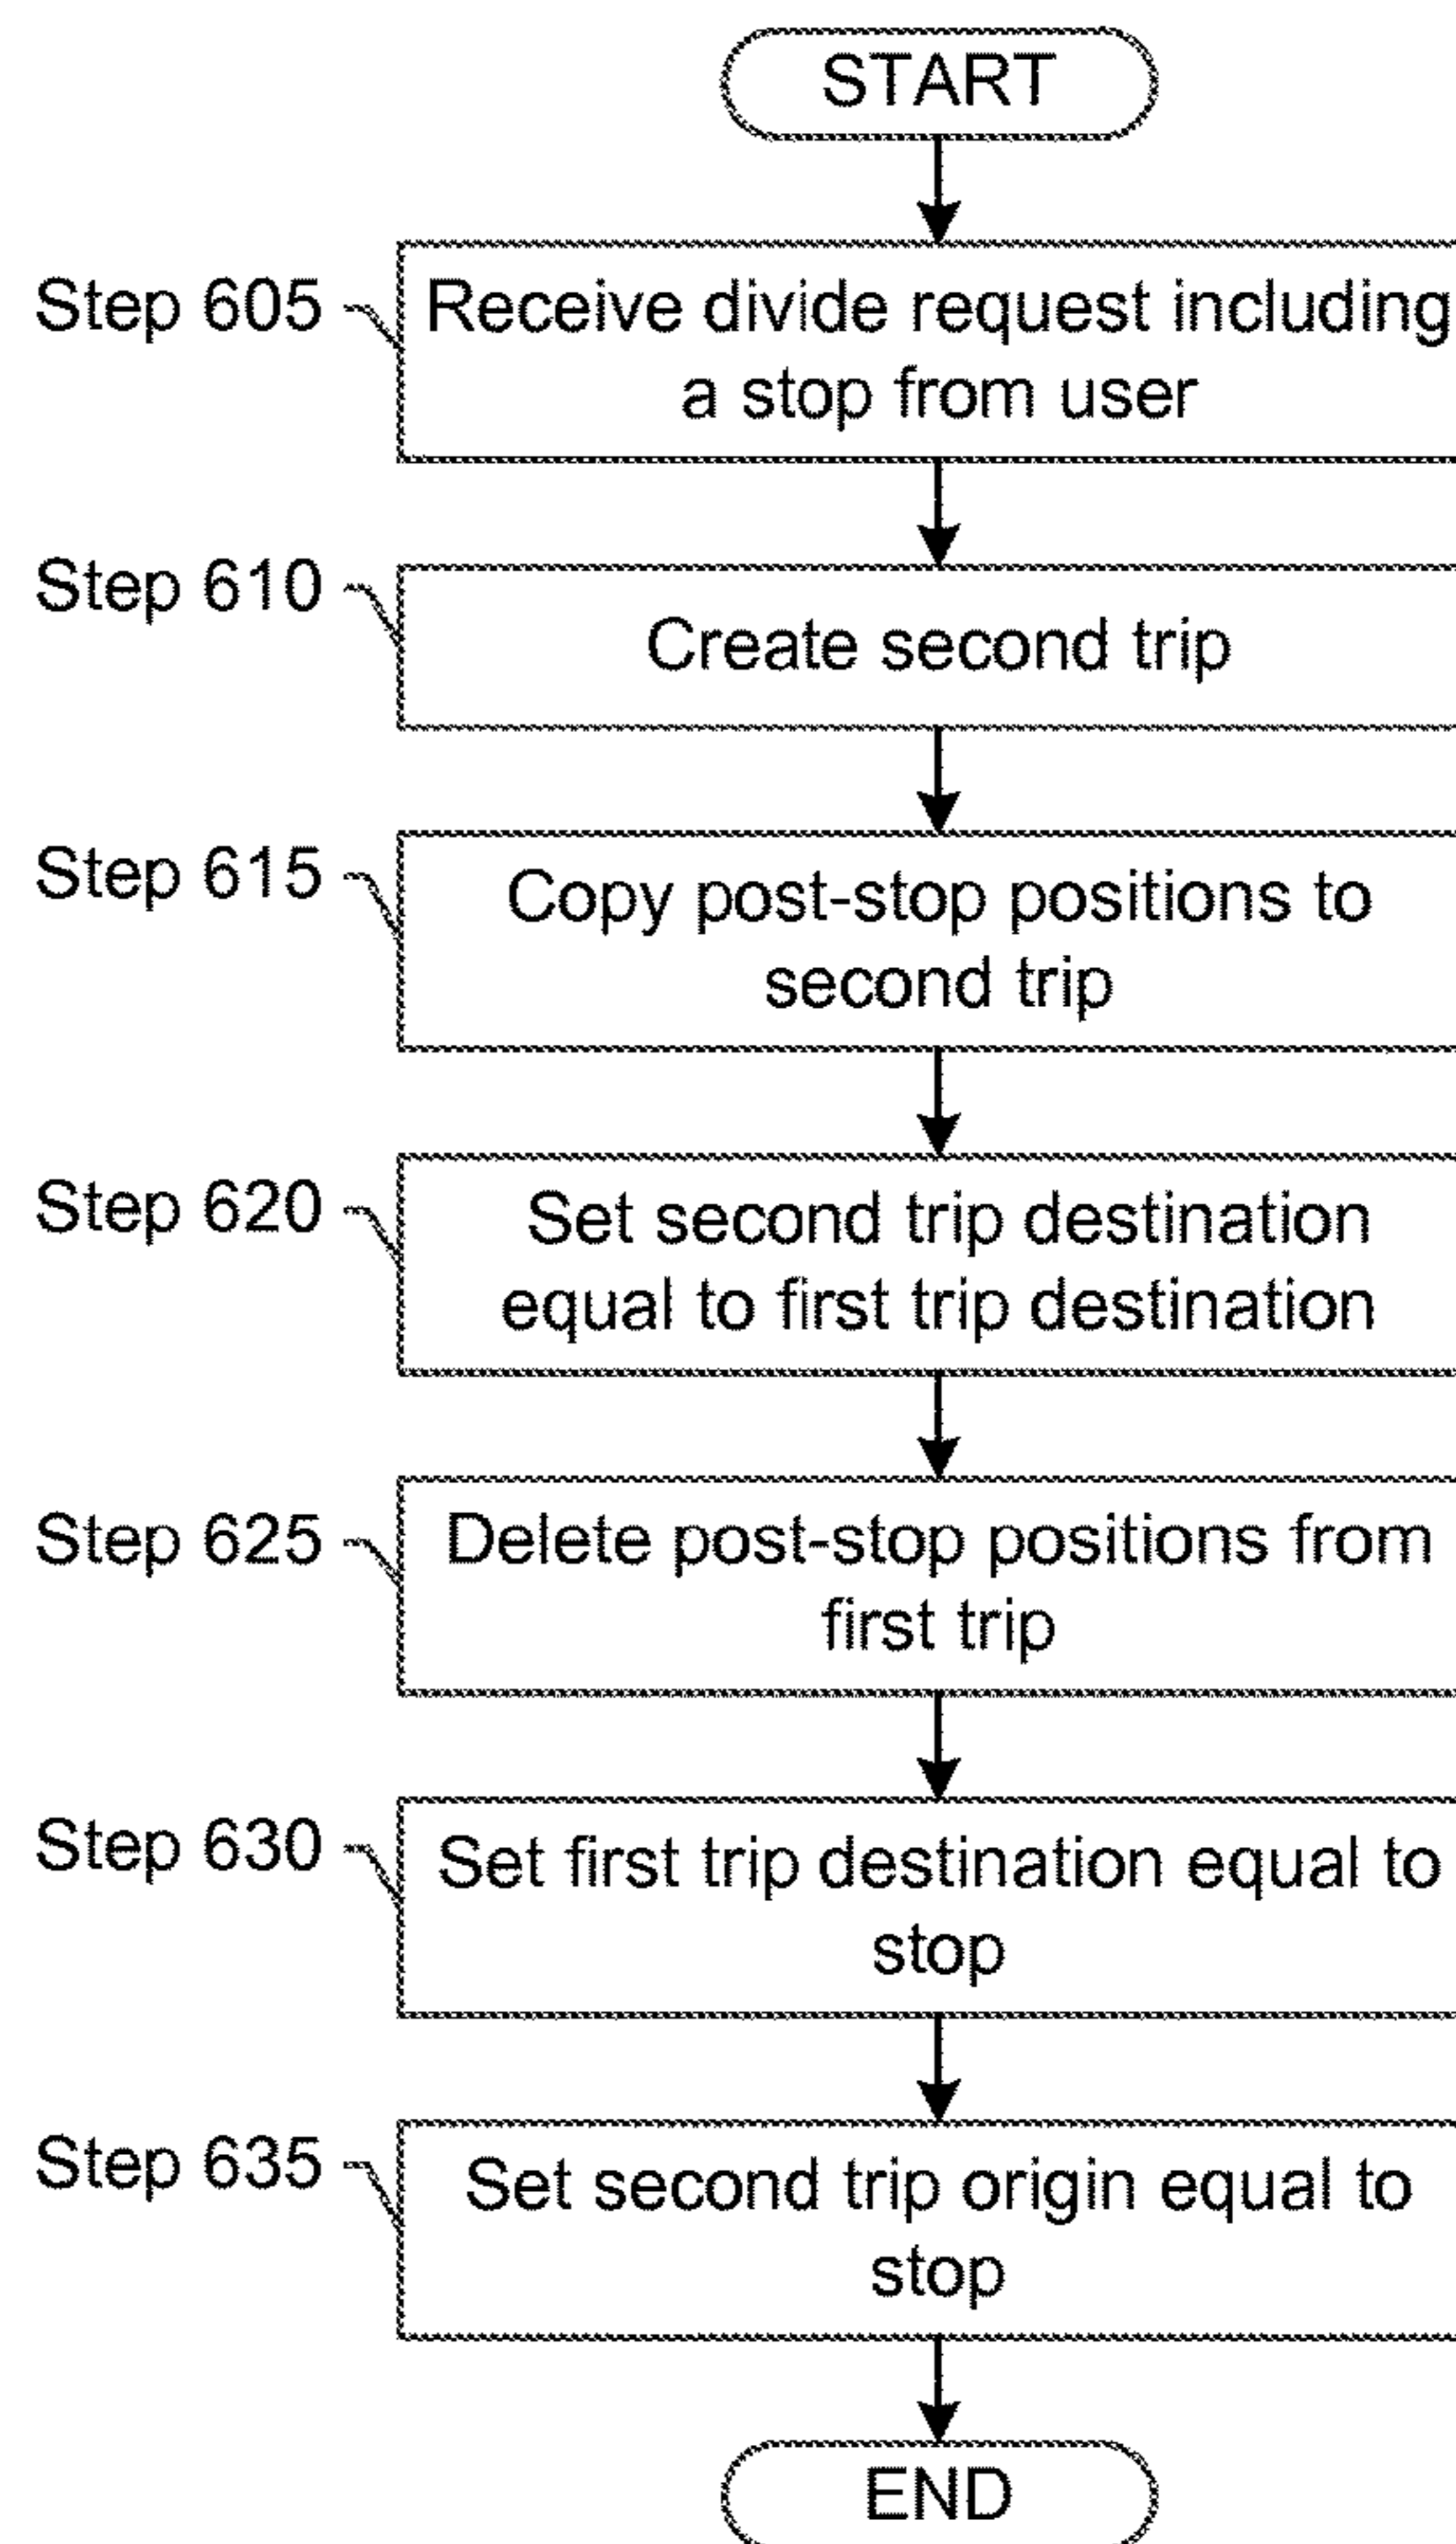 START
Step 605
Receive divide request including
a stop from user
Step 610
Create second trip
Step 615
Copy post-stop positions to
second trip
Step 620
Set second trip destination
equal to first trip destination
Step 625
Delete post-stop positions from
first trip
Step 630
Set first trip destination equal to
stop
Step 635
Set second trip origin equal to
stop
END